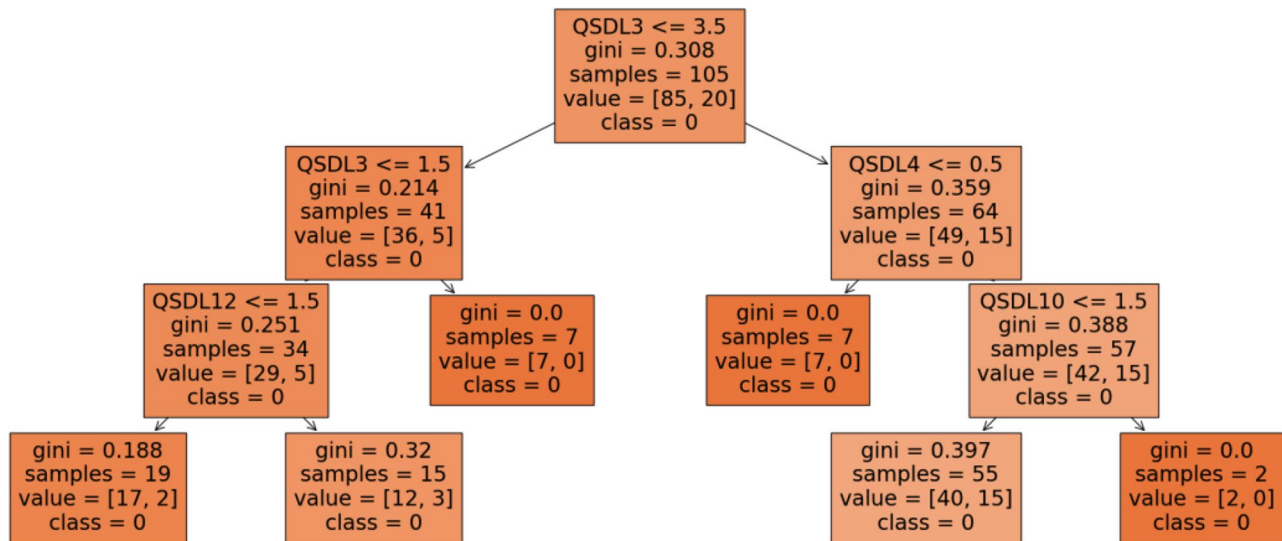 QSDL3 <= 3.5
gini = 0.308
samples = 105
value = [85, 20]
class = 0
QSDL3 <= 1.5
gini = 0.214
samples = 41
value = [36, 5]
class = 0
QSDL4 <= 0.5
gini = 0.359
samples = 64
value = [49, 15]
class = 0
QSDL12 <= 1.5
gini = 0.251
samples = 34
value = [29, 5]
class = 0
gini = 0.0
samples = 7
value = [7, 0]
class = 0
gini = 0.0
samples = 7
value = [7, 0]
class = 0
QSDL10 <= 1.5
gini = 0.388
samples = 57
value = [42, 15]
class = 0
gini = 0.188
samples = 19
value = [17, 2]
class = 0
gini = 0.32
samples = 15
value = [12, 3]
class = 0
gini = 0.397
samples = 55
value = [40, 15]
class = 0
gini = 0.0
samples = 2
value = [2, 0]
class = 0